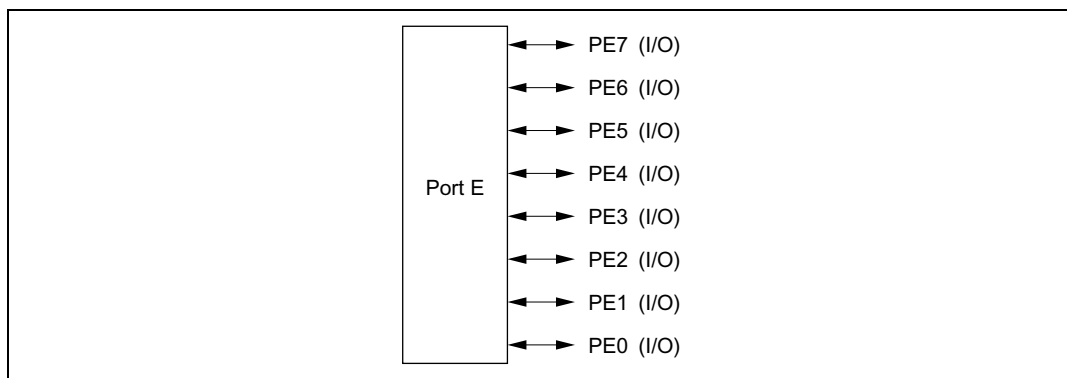 PE7 (I/O)
PE6 (I/O)
PE5 (I/O)
PE4 (I/O)
Port E
PE3 (I/O)
PE2 (I/O)
PE1 (I/O)
PE0 (I/O)